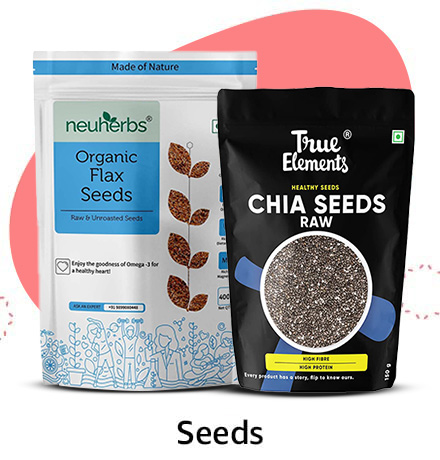 Made of Nature
neuherbs®
Organic
Flax
Seeds
Raw & Unroasted Seeds
Enjoy the goodness of Omega -3 for
a healthy heart!
True®
Elements
HEALTHY SEEDS
CHIA SEEDS
RAW
HIGH FIBRE
HIGH PROTEIN
Every product has a story, flip to know ours.
150 g
Seeds